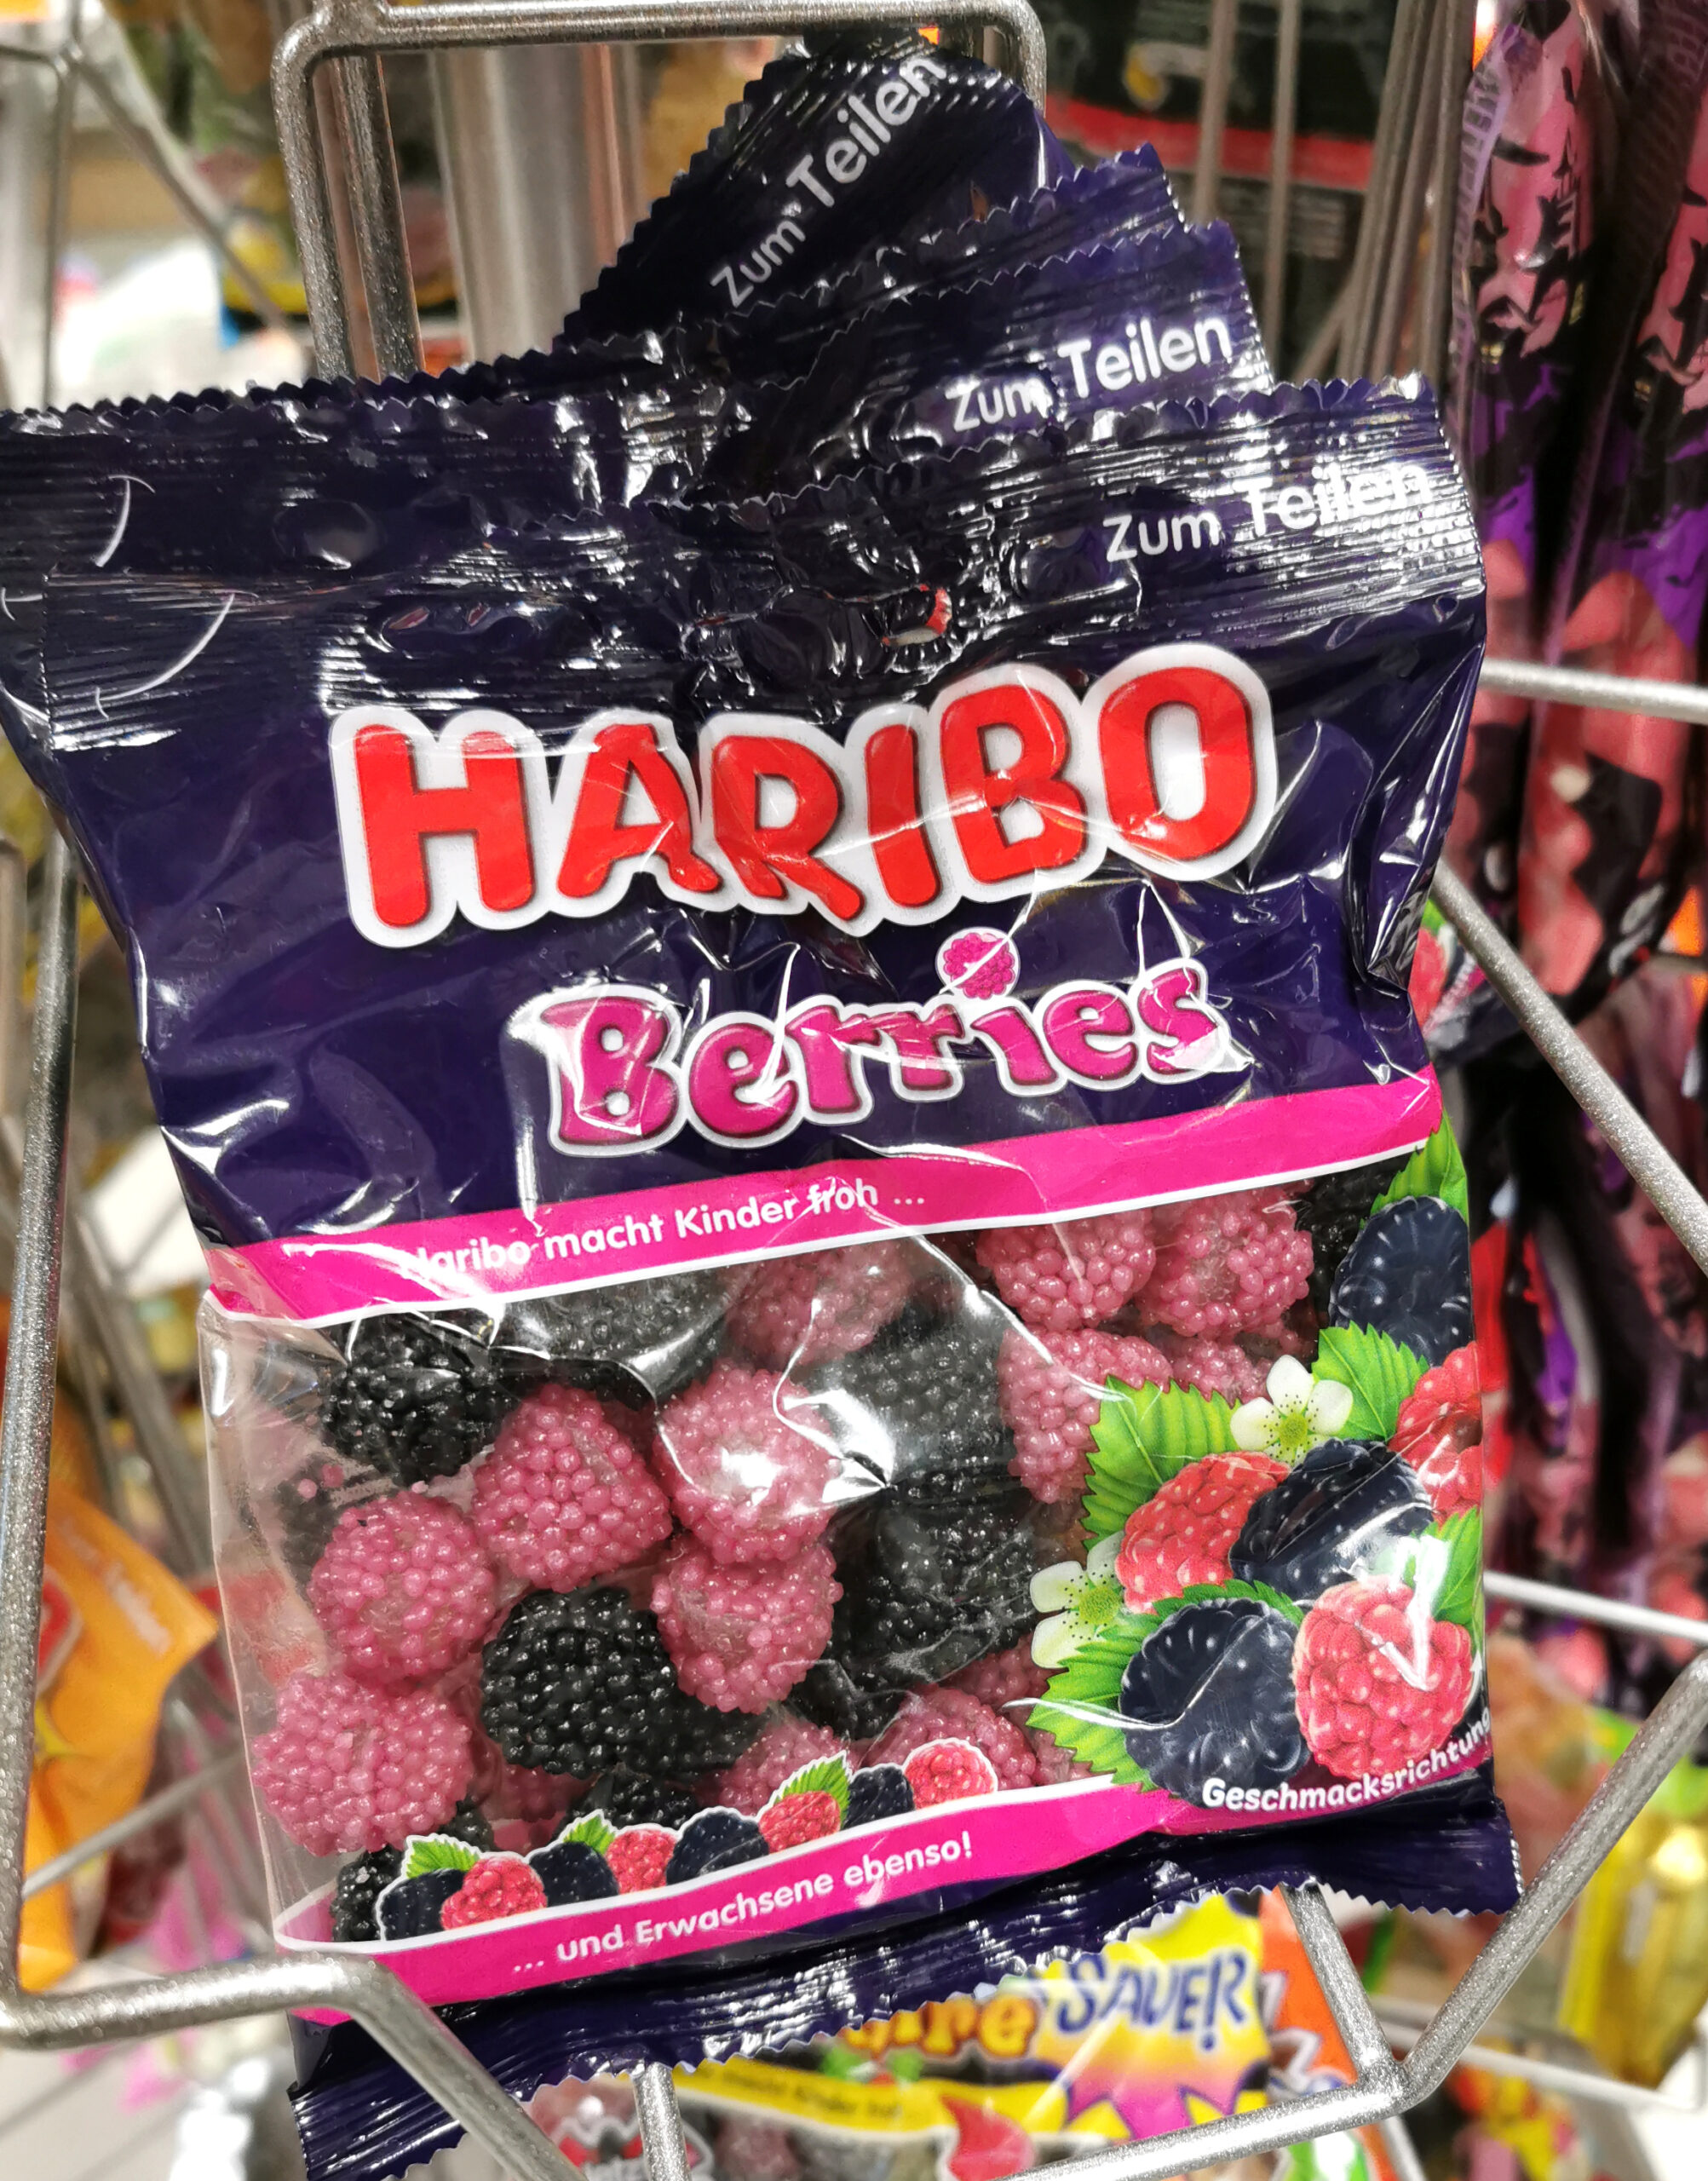 Zum Teilen
Zum Teilen
Zum Teilen
HARIBO
Berries
Haribo macht Kinder froh ...
Geschmacksrichtung
... und Erwachsene ebenso!
SAUER